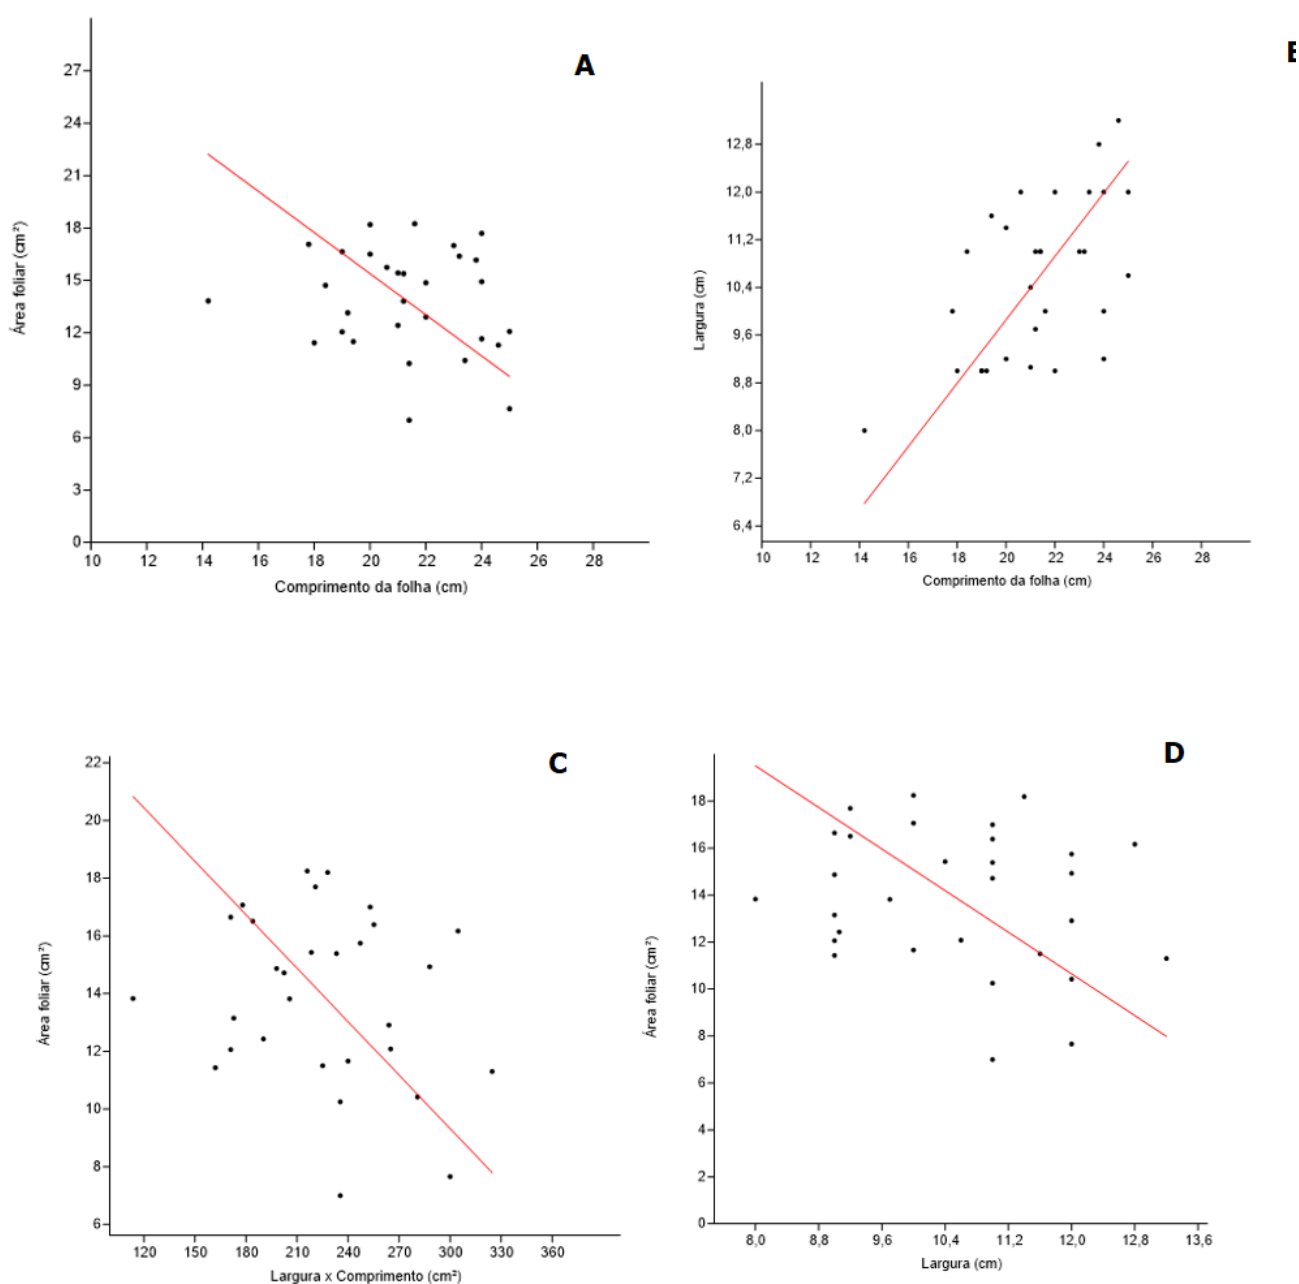 A
27
24
21
18
15
12
9
6
3
0
Área foliar (cm²)
10 12 14 16 18 20 22 24 26 28
Comprimento da folha (cm)
B
12,8
12,0
11,2
10,4
9,6
8,8
8,0
7,2
6,4
Largura (cm)
10 12 14 16 18 20 22 24 26 28
Comprimento da folha (cm)
C
22
20
18
16
14
12
10
8
6
Área foliar (cm²)
120 150 180 210 240 270 300 330 360
Largura x Comprimento (cm²)
D
18
16
14
12
10
8
6
4
2
0
Área foliar (cm²)
8,0 8,8 9,6 10,4 11,2 12,0 12,8 13,6
Largura (cm)